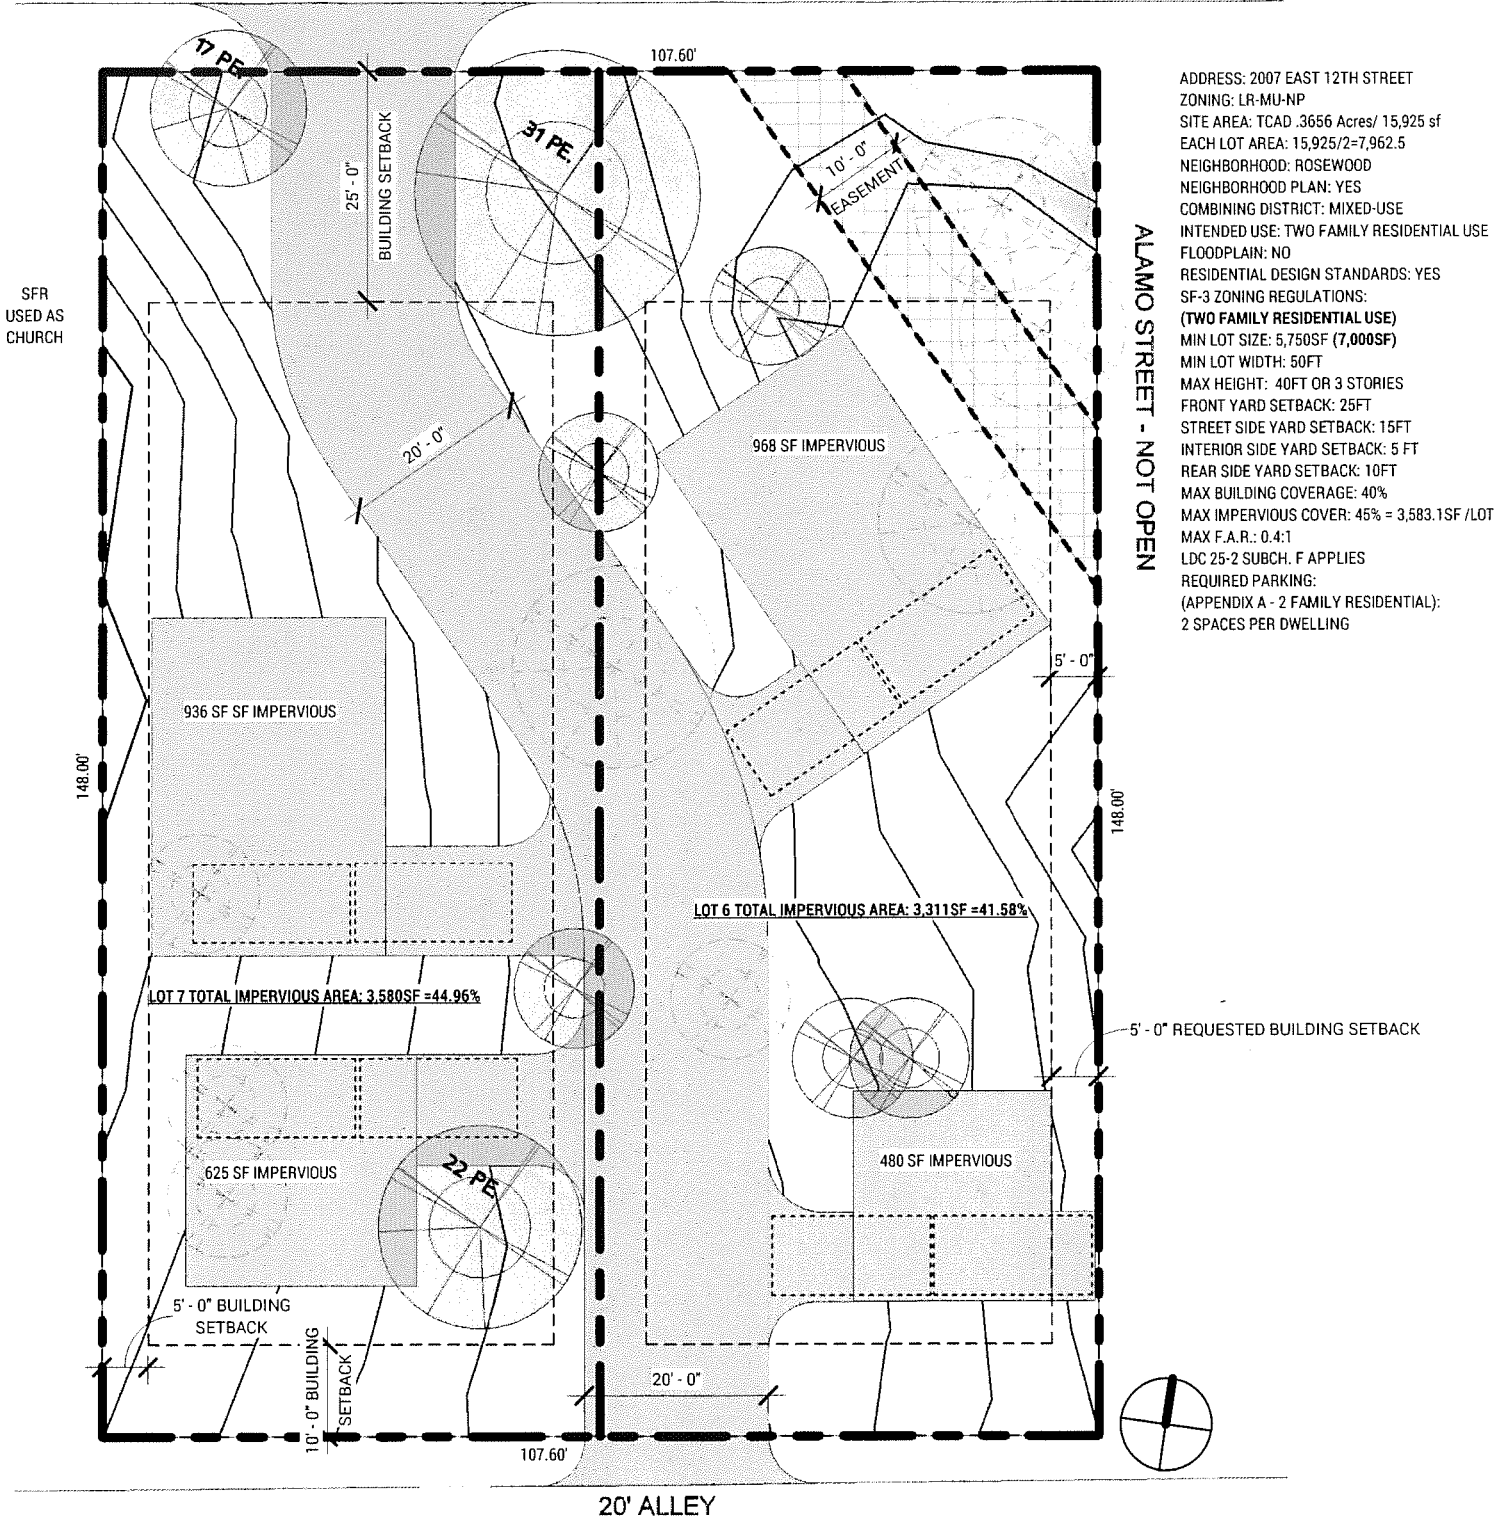 17 PE.
107.60'
31 PE.
25' - 0"
BUILDING SETBACK
10' - 0"
EASEMENT
ADDRESS: 2007 EAST 12TH STREET
ZONING: LR-MU-NP
SITE AREA: TCAD .3656 Acres/ 15,925 sf
EACH LOT AREA: 15,925/2=7,962.5
NEIGHBORHOOD: ROSEWOOD
NEIGHBORHOOD PLAN: YES
COMBINING DISTRICT: MIXED-USE
INTENDED USE: TWO FAMILY RESIDENTIAL USE
FLOODPLAIN: NO
RESIDENTIAL DESIGN STANDARDS: YES
SF-3 ZONING REGULATIONS:
(TWO FAMILY RESIDENTIAL USE)
MIN LOT SIZE: 5,750SF (7,000SF)
MIN LOT WIDTH: 50FT
MAX HEIGHT: 40FT OR 3 STORIES
FRONT YARD SETBACK: 25FT
STREET SIDE YARD SETBACK: 15FT
INTERIOR SIDE YARD SETBACK: 5 FT
REAR SIDE YARD SETBACK: 10FT
MAX BUILDING COVERAGE: 40%
MAX IMPERVIOUS COVER: 45% = 3,583.1SF /LOT
MAX F.A.R.: 0.4:1
LDC 25-2 SUBCH. F APPLIES
REQUIRED PARKING:
(APPENDIX A - 2 FAMILY RESIDENTIAL):
2 SPACES PER DWELLING
SFR
USED AS
CHURCH
ALAMO STREET - NOT OPEN
20' - 0"
968 SF IMPERVIOUS
5' - 0"
936 SF SF IMPERVIOUS
148.00'
148.00'
LOT 6 TOTAL IMPERVIOUS AREA: 3,311SF =41.58%
LOT 7 TOTAL IMPERVIOUS AREA: 3,580SF =44.96%
5' - 0" REQUESTED BUILDING SETBACK
22 PE.
625 SF IMPERVIOUS
480 SF IMPERVIOUS
5' - 0" BUILDING
SETBACK
10' - 0" BUILDING
SETBACK
20' - 0"
107.60'
20' ALLEY